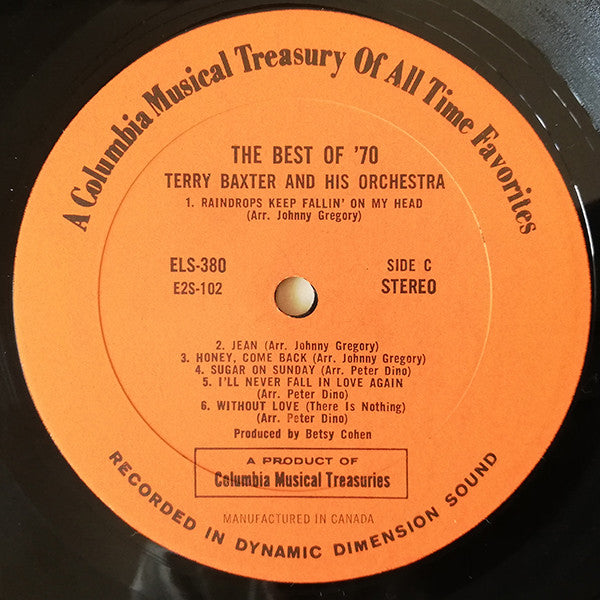 A Columbia Musical Treasury Of All Time Favorites
THE BEST OF '70
TERRY BAXTER AND HIS ORCHESTRA
1. RAINDROPS KEEP FALLIN' ON MY HEAD
(Arr. Johnny Gregory)
ELS-380
SIDE C
E2S-102
STEREO
2. JEAN (Arr. Johnny Gregory)
3. HONEY, COME BACK (Arr. Johnny Gregory)
4. SUGAR ON SUNDAY (Arr. Peter Dino)
5. I'LL NEVER FALL IN LOVE AGAIN
(Arr. Peter Dino)
6. WITHOUT LOVE (There Is Nothing)
(Arr. Peter Dino)
Produced by Betsy Cohen
A PRODUCT OF
Columbia Musical Treasuries
MANUFACTURED IN CANADA
RECORDED IN DYNAMIC DIMENSION SOUND